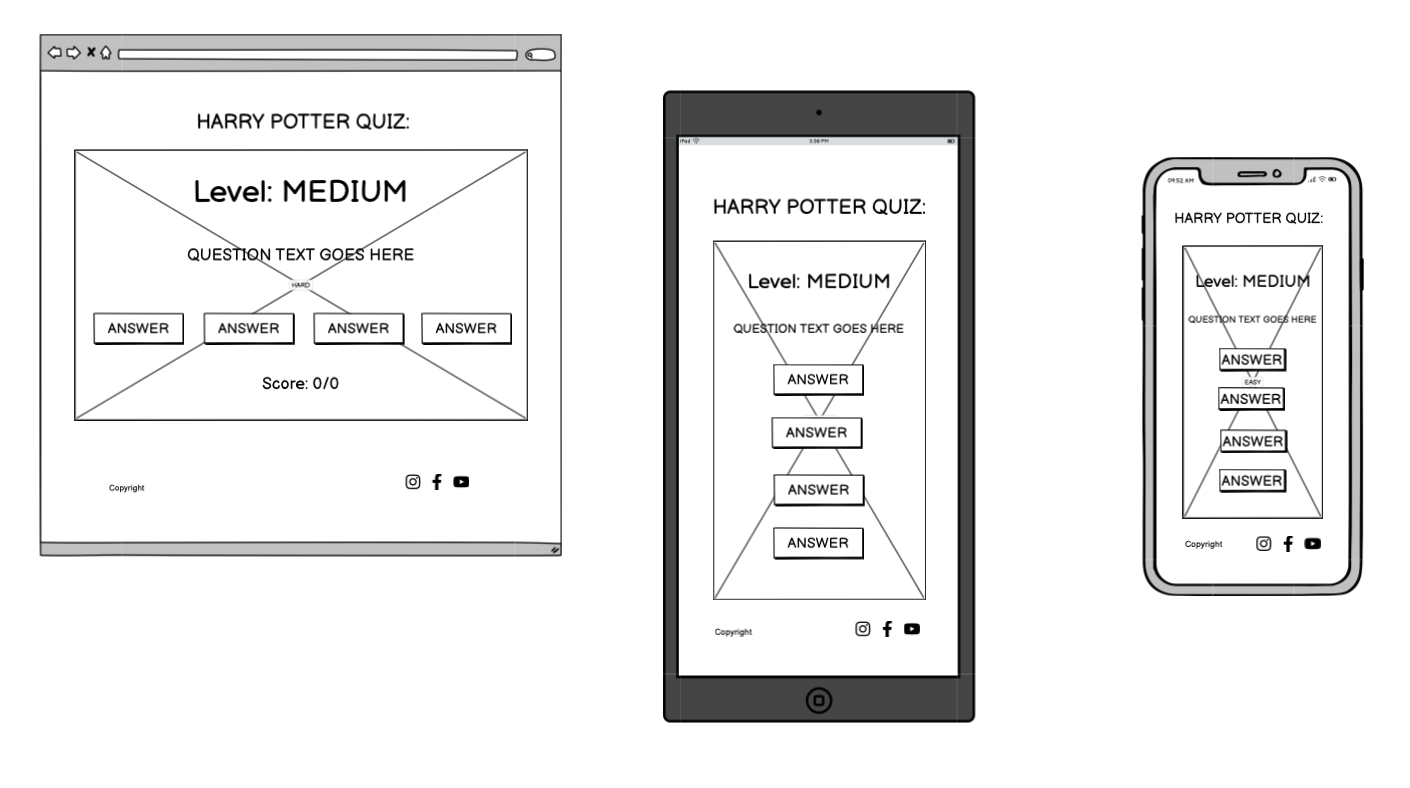 HARRY POTTER QUIZ:
Level: MEDIUM
QUESTION TEXT GOES HERE
HARD
ANSWER ANSWER ANSWER ANSWER
Score: 0/0
Copyright
iPad 3:38 PM
HARRY POTTER QUIZ:
Level: MEDIUM
QUESTION TEXT GOES HERE
ANSWER
ANSWER
ANSWER
ANSWER
Copyright
09:52 AM
HARRY POTTER QUIZ:
Level: MEDIUM
QUESTION TEXT GOES HERE
ANSWER
EASY
ANSWER
ANSWER
ANSWER
Copyright